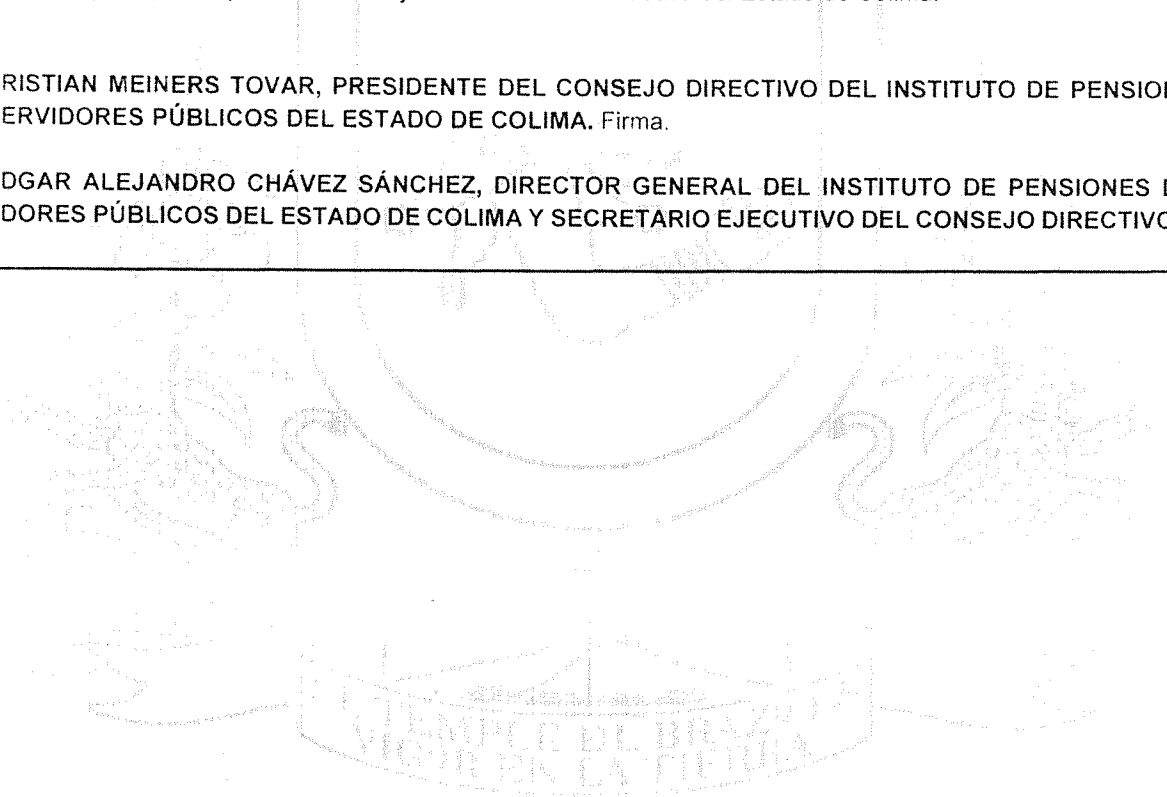 RISTIAN MEINERS TOVAR, PRESIDENTE DEL CONSEJO DIRECTIVO DEL INSTITUTO DE PENSION
ERVIDORES PÚBLICOS DEL ESTADO DE COLIMA. Firma.
DGAR ALEJANDRO CHÁVEZ SÁNCHEZ, DIRECTOR GENERAL DEL INSTITUTO DE PENSIONES D
DORES PÚBLICOS DEL ESTADO DE COLIMA Y SECRETARIO EJECUTIVO DEL CONSEJO DIRECTIVO